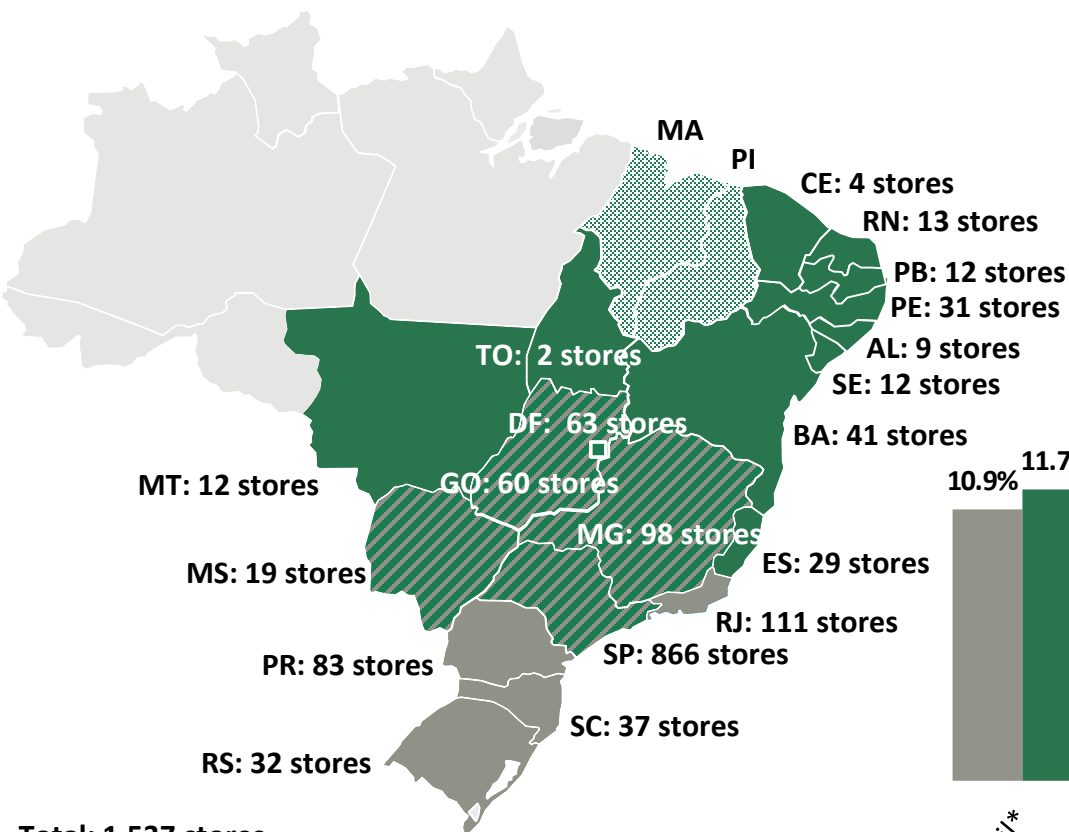 MA
PI
CE: 4 stores
RN: 13 stores
PB: 12 stores
PE: 31 stores
TO:  2 stores
AL: 9 stores
SE: 12 stores
DF:  63 stores
BA: 41 stores
10.9%
11.7
MT: 12 stores
GO: 60 stores
MG: 98 stores
MS: 19 stores
ES: 29 stores
RJ: 111 stores
SP: 866 stores
PR: 83 stores
SC: 37 stores
RS: 32 stores